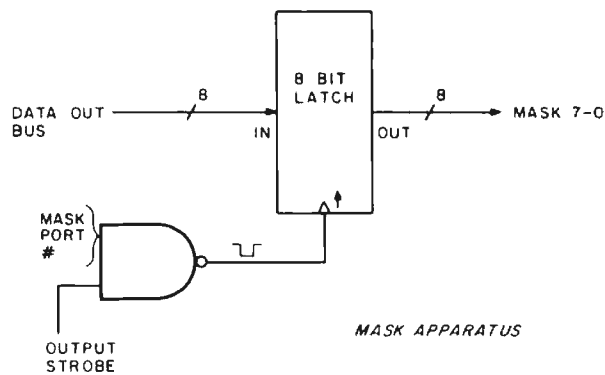 8 BIT
LATCH
8
8
DATA OUT
BUS
IN
OUT
MASK 7-0
MASK
PORT
#
OUTPUT
STROBE
MASK APPARATUS